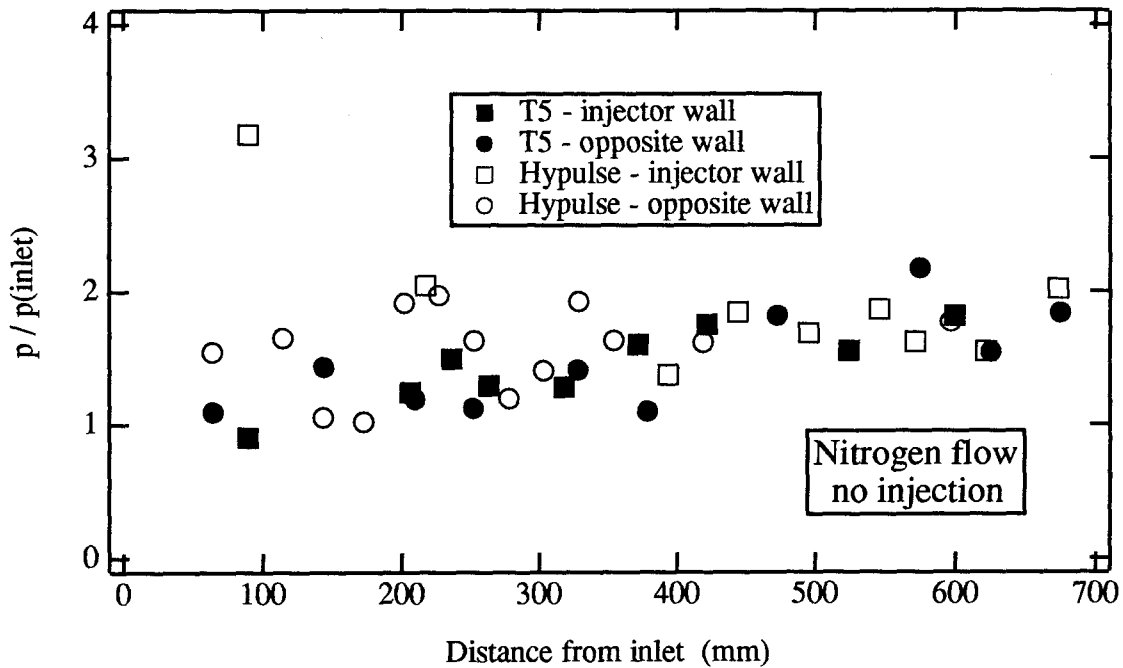 4
3
2
1
0
p / p(inlet)
T5 - injector wall
T5 - opposite wall
Hypulse - injector wall
Hypulse - opposite wall
Nitrogen flow
no injection
0 100 200 300 400 500 600 700
Distance from inlet (mm)